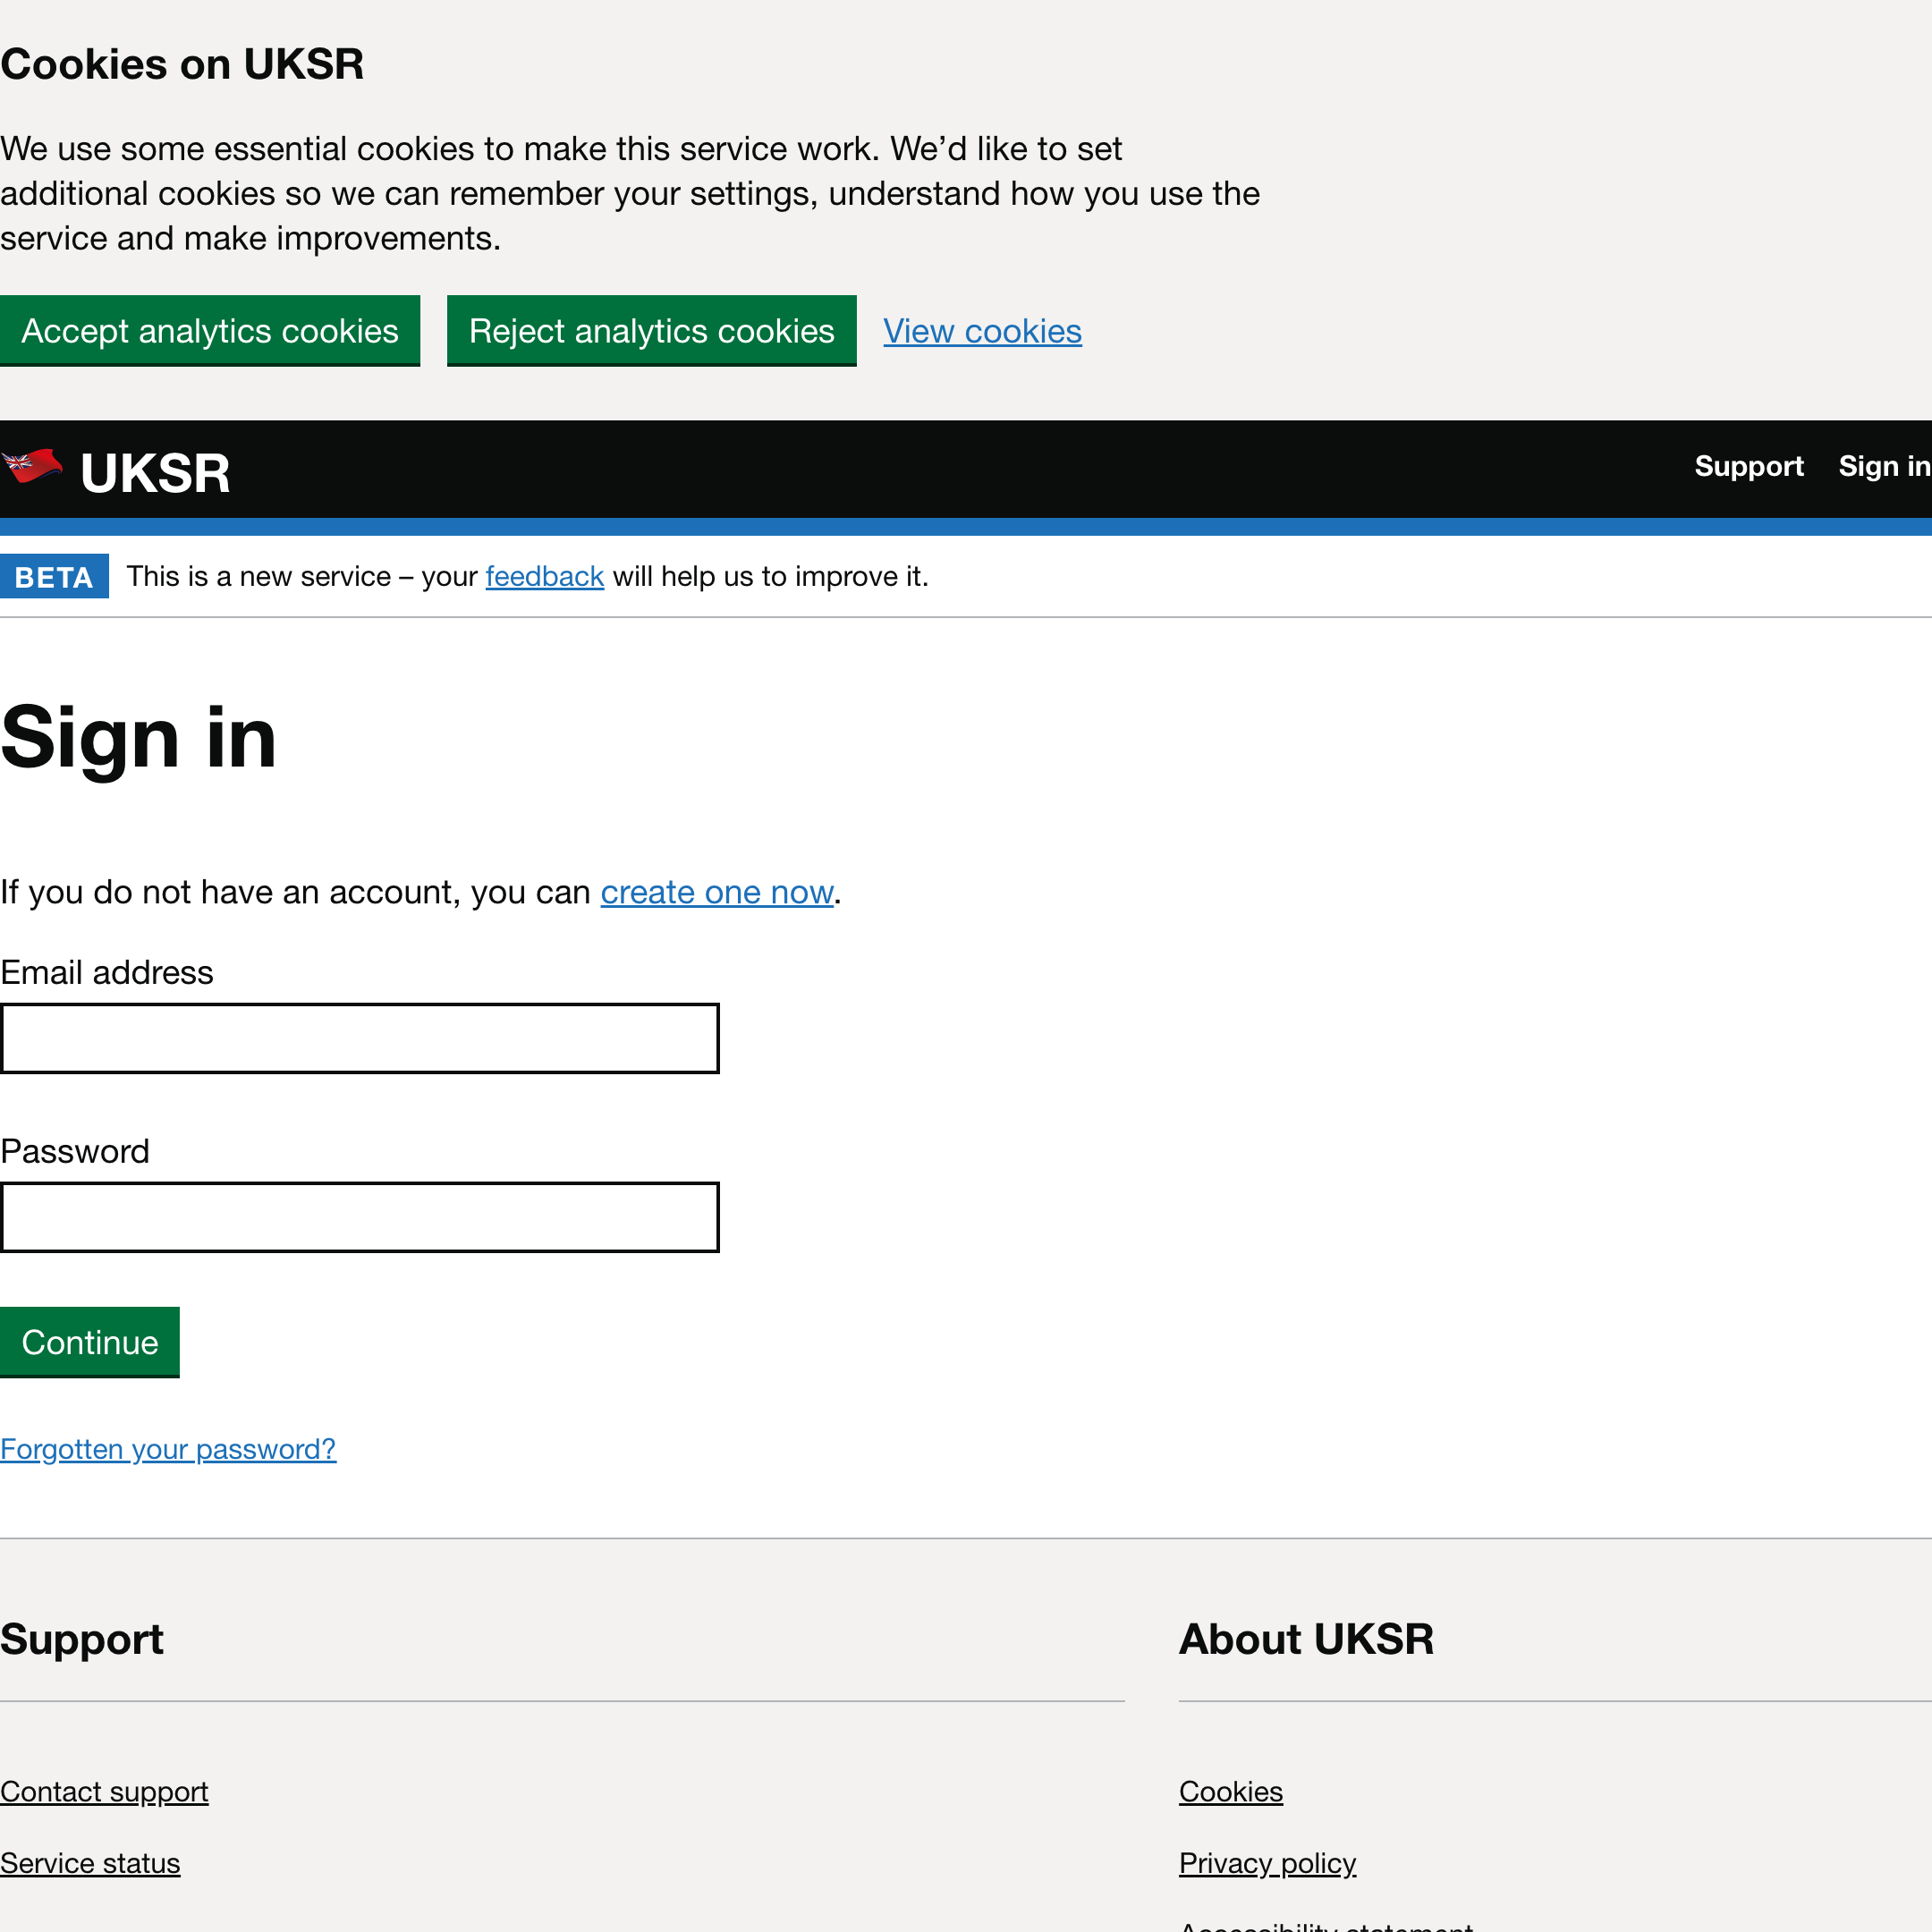 Cookies on UKSR
We use some essential cookies to make this service work. We’d like to set
additional cookies so we can remember your settings, understand how you use the
service and make improvements.
Accept analytics cookies Reject analytics cookies View cookies
UKSR Support Sign in
BETA This is a new service – your feedback will help us to improve it.
Sign in
If you do not have an account, you can create one now.
Email address
Password
Continue
Forgotten your password?
Support About UKSR
Contact support Cookies
Service status Privacy policy
Accessibility statement